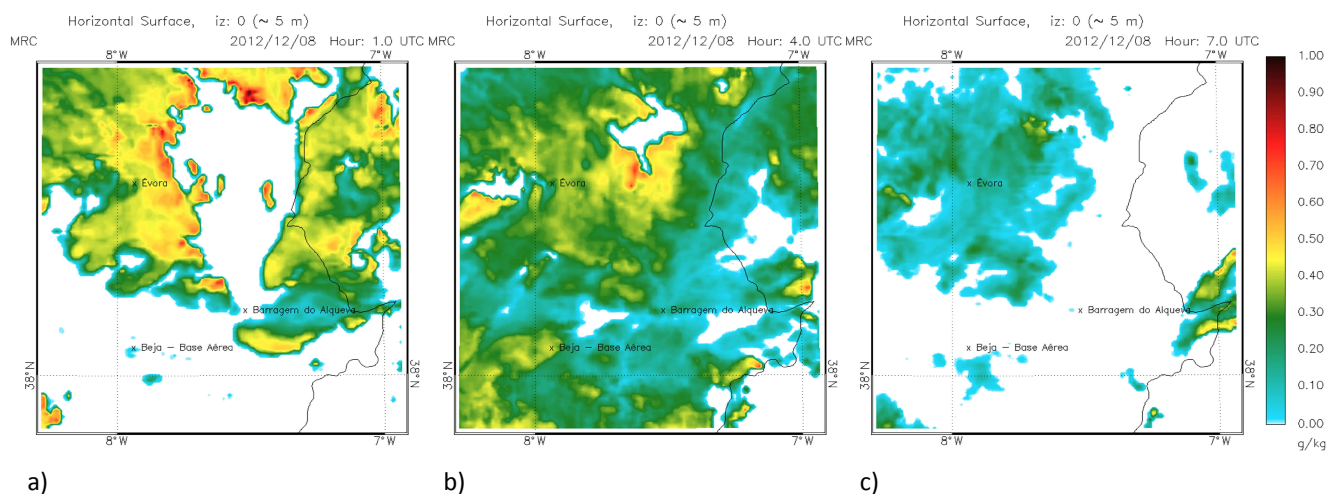 Horizontal Surface, iz: 0 (~ 5 m)
MRC 2012/12/08 Hour: 1.0 UTC
8°W 7°W
x Évora
x Barragem do Alqueva
x Beja – Base Aérea
38°N 38°N
8°W 7°W
a)
Horizontal Surface, iz: 0 (~ 5 m)
MRC 2012/12/08 Hour: 4.0 UTC
8°W 7°W
x Évora
x Barragem do Alqueva
x Beja – Base Aérea
38°N 38°N
8°W 7°W
b)
Horizontal Surface, iz: 0 (~ 5 m)
MRC 2012/12/08 Hour: 7.0 UTC
8°W 7°W
x Évora
x Barragem do Alqueva
x Beja – Base Aérea
38°N 38°N
8°W 7°W
c)
1.00
0.90
0.80
0.70
0.60
0.50
0.40
0.30
0.20
0.10
0.00
g/kg